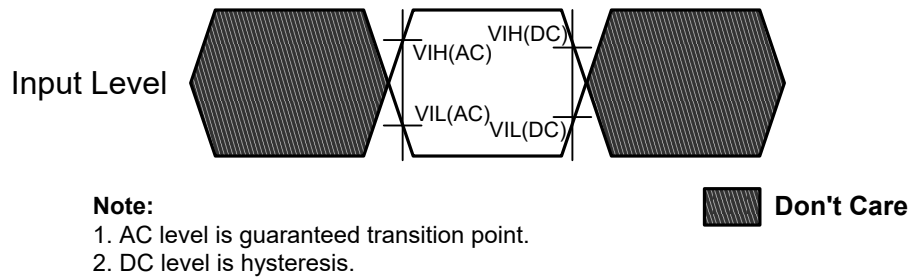 VIH(AC)
VIH(DC)
Input Level
VIL(AC)
VIL(DC)
Don't Care
Note:
1. AC level is guaranteed transition point.
2. DC level is hysteresis.